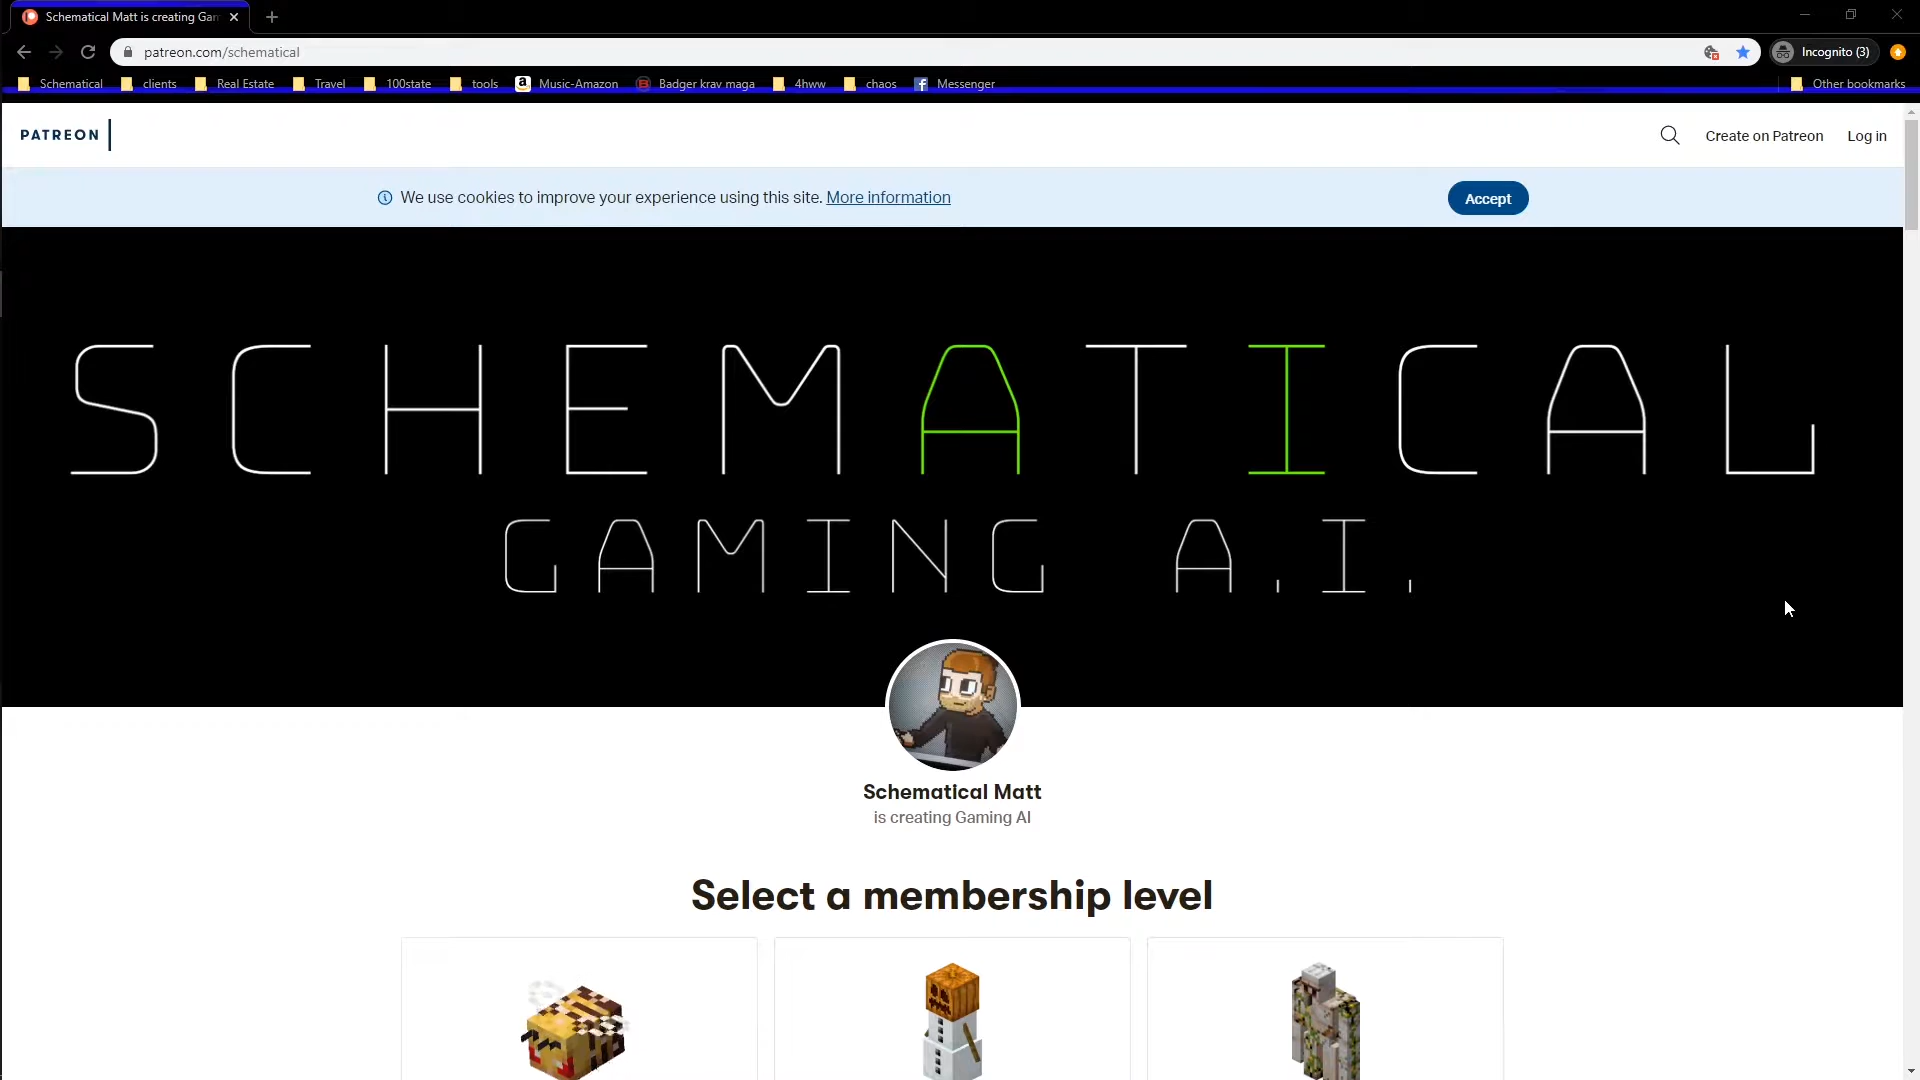 Schematical Matt is creating Gam
patreon.com/schematical
Incognito (3)
Schematical clients Real Estate Travel 100state tools Music-Amazon Badger krav maga 4hww chaos Messenger Other bookmarks
PATREON
Create on Patreon Log in
We use cookies to improve your experience using this site. More information
Accept
SCHEMATICAL
GAMING A.I.
Schematical Matt
is creating Gaming AI
Select a membership level